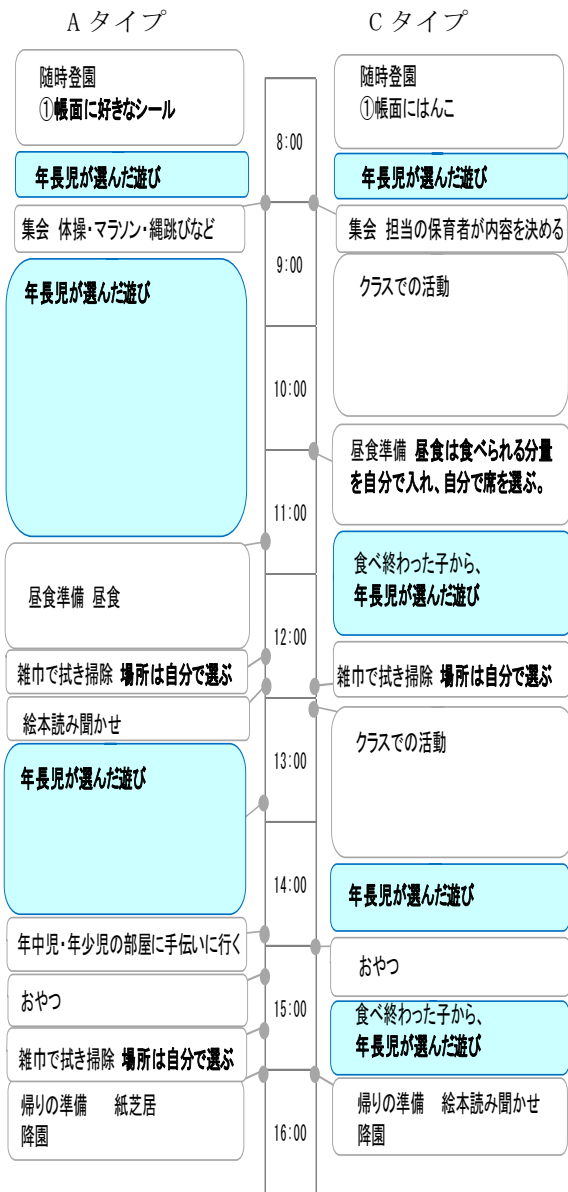 Aタイプ
随時登園
①帳面に好きなシール
年長児が選んだ遊び
集会 体操・マラソン・縄跳びなど
年長児が選んだ遊び
昼食準備 昼食
雑巾で拭き掃除 場所は自分で選ぶ
絵本読み聞かせ
年長児が選んだ遊び
年中児・年少児の部屋に手伝いに行く
おやつ
雑巾で拭き掃除 場所は自分で選ぶ
帰りの準備 紙芝居
降園
8:00
9:00
10:00
11:00
12:00
13:00
14:00
15:00
16:00
Cタイプ
随時登園
①帳面にはんこ
年長児が選んだ遊び
集会 担当の保育者が内容を決める
クラスでの活動
昼食準備 昼食は食べられる分量
を自分で入れ、自分で席を選ぶ。
食べ終わった子から、
年長児が選んだ遊び
雑巾で拭き掃除 場所は自分で選ぶ
クラスでの活動
年長児が選んだ遊び
おやつ
食べ終わった子から、
年長児が選んだ遊び
帰りの準備 絵本読み聞かせ
降園